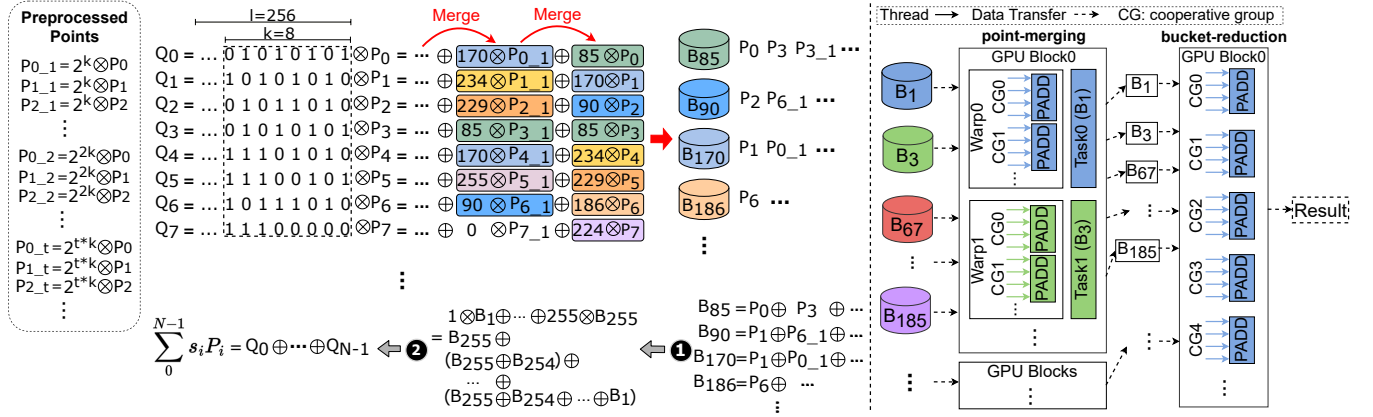 Preprocessed
Points
P0_1 = 2^k ⊗ P0
P1_1 = 2^k ⊗ P1
P2_1 = 2^k ⊗ P2
⋮
P0_2 = 2^2k ⊗ P0
P1_2 = 2^2k ⊗ P1
P2_2 = 2^2k ⊗ P2
⋮
P0_t = 2^t*k ⊗ P0
P1_t = 2^t*k ⊗ P1
P2_t = 2^t*k ⊗ P2
⋮
l=256
k=8
Merge
Merge
Q0 = ... 0 1 0 1 0 1 0 1 ⊗ P0 = ··· ⊕ 170 ⊗ P0_1 ⊕ 85 ⊗ P0
Q1 = ... 1 0 1 0 1 0 1 0 ⊗ P1 = ··· ⊕ 234 ⊗ P1_1 ⊕ 170 ⊗ P1
Q2 = ... 0 1 0 1 1 0 1 0 ⊗ P2 = ··· ⊕ 229 ⊗ P2_1 ⊕ 90 ⊗ P2
Q3 = ... 0 1 0 1 0 1 0 1 ⊗ P3 = ··· ⊕ 85 ⊗ P3_1 ⊕ 85 ⊗ P3
Q4 = ... 1 1 1 0 1 0 1 0 ⊗ P4 = ··· ⊕ 170 ⊗ P4_1 ⊕ 234 ⊗ P4
Q5 = ... 1 1 1 0 0 1 0 1 ⊗ P5 = ··· ⊕ 255 ⊗ P5_1 ⊕ 229 ⊗ P5
Q6 = ... 1 0 1 1 1 0 1 0 ⊗ P6 = ··· ⊕ 90 ⊗ P6_1 ⊕ 186 ⊗ P6
Q7 = ... 1 1 1 0 0 0 0 0 ⊗ P7 = ··· ⊕ 0 ⊗ P7_1 ⊕ 224 ⊗ P7
⋮
B85 P0 P3 P3_1 ···
B90 P2 P6_1 ···
B170 P1 P0_1 ···
B186 P6 ···
⋮
B85 = P0 ⊕ P3 ⊕ ···
B90 = P1 ⊕ P6_1 ⊕ ···
B170 = P1 ⊕ P0_1 ⊕ ···
B186 = P6 ⊕ ···
⋮
1
1 ⊗ B1 ⊕ ··· ⊕ 255 ⊗ B255
= B255 ⊕
(B255 ⊕ B254) ⊕
... ⊕
(B255 ⊕ B254 ⊕ ··· ⊕ B1)
2
N-1
∑ siPi = Q0 ⊕ ··· ⊕ QN-1
0
Thread
Data Transfer
CG: cooperative group
point-merging
bucket-reduction
B1
B3
B67
⋮
B185
⋮
GPU Block0
Warp0
CG0
PADD
CG1
PADD
⋮
Task0 (B1)
Warp1
CG0
PADD
CG1
PADD
⋮
Task1 (B3)
⋮
GPU Blocks
⋮
B1
B3
B67
⋮
B185
⋮
GPU Block0
CG0
PADD
CG1
PADD
CG2
PADD
CG3
PADD
CG4
PADD
⋮
Result